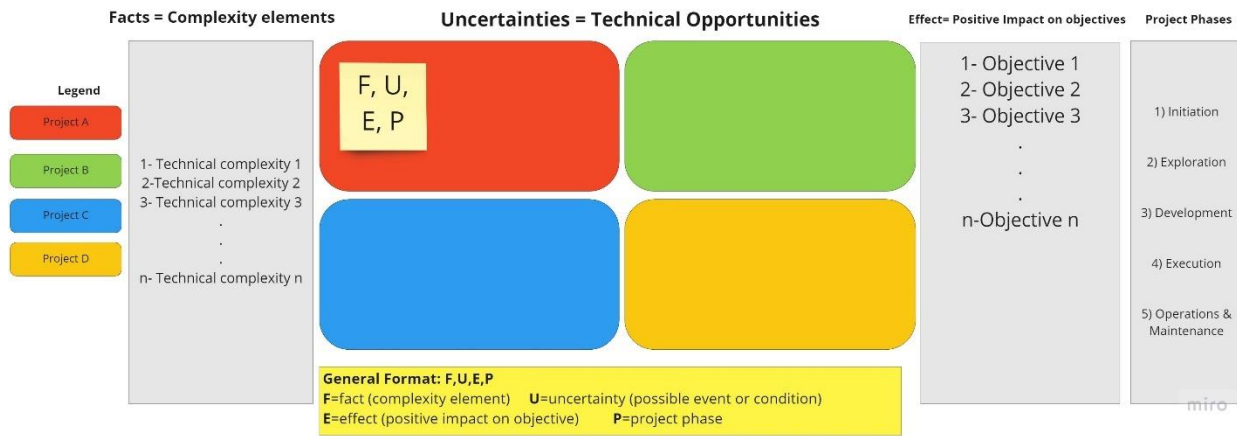 Facts = Complexity elements
Uncertainties = Technical Opportunities
Effect= Positive Impact on objectives
Project Phases
Legend
Project A
Project B
Project C
Project D
1- Technical complexity 1
2-Technical complexity 2
3- Technical complexity 3
.
.
.
n- Technical complexity n
F, U,
E, P
1- Objective 1
2- Objective 2
3- Objective 3
.
.
.
n-Objective n
1) Initiation
2) Exploration
3) Development
4) Execution
5) Operations &
Maintenance
General Format: F,U,E,P
F=fact (complexity element) U=uncertainty (possible event or condition)
E=effect (positive impact on objective) P=project phase
miro